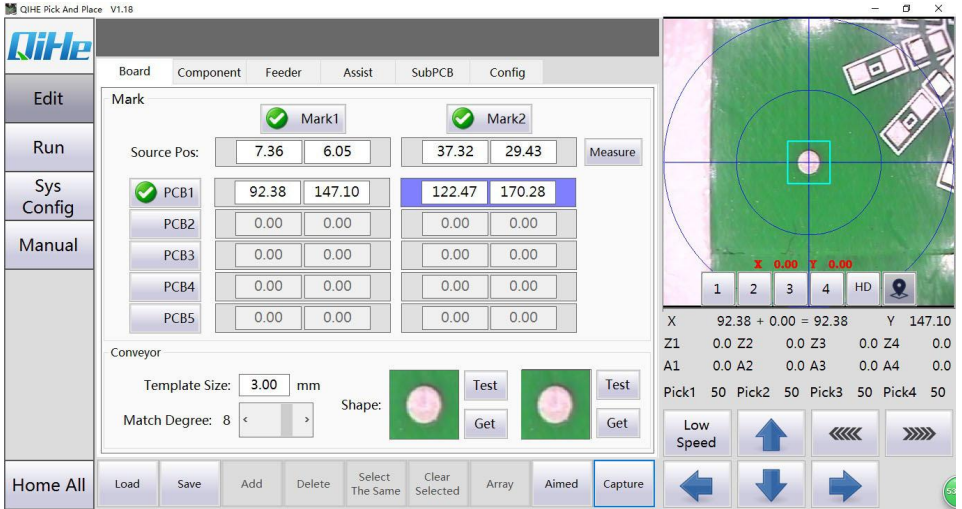 QIHE Pick And Place V1.18
QiHe
Edit
Run
Sys
Config
Manual
Home All
Board Component Feeder Assist SubPCB Config
Mark
Mark1 Mark2
Source Pos: 7.36 6.05 37.32 29.43 Measure
PCB1 92.38 147.10 122.47 170.28
PCB2 0.00 0.00 0.00 0.00
PCB3 0.00 0.00 0.00 0.00
PCB4 0.00 0.00 0.00 0.00
PCB5 0.00 0.00 0.00 0.00
Conveyor
Template Size: 3.00 mm
Match Degree: 8
Shape:
Test
Get
Test
Get
Load Save Add Delete Select The Same Clear Selected Array Aimed Capture
X 0.00 Y 0.00
1 2 3 4 HD
X 92.38 + 0.00 = 92.38 Y 147.10
Z1 0.0 Z2 0.0 Z3 0.0 Z4 0.0
A1 0.0 A2 0.0 A3 0.0 A4 0.0
Pick1 50 Pick2 50 Pick3 50 Pick4 50
Low
Speed
53